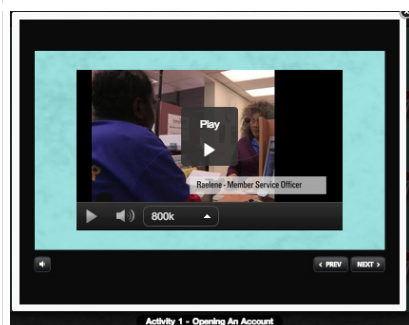 Play
Raelene - Member Service Officer
800k
< PREV
NEXT >
Activity 1 - Opening An Account